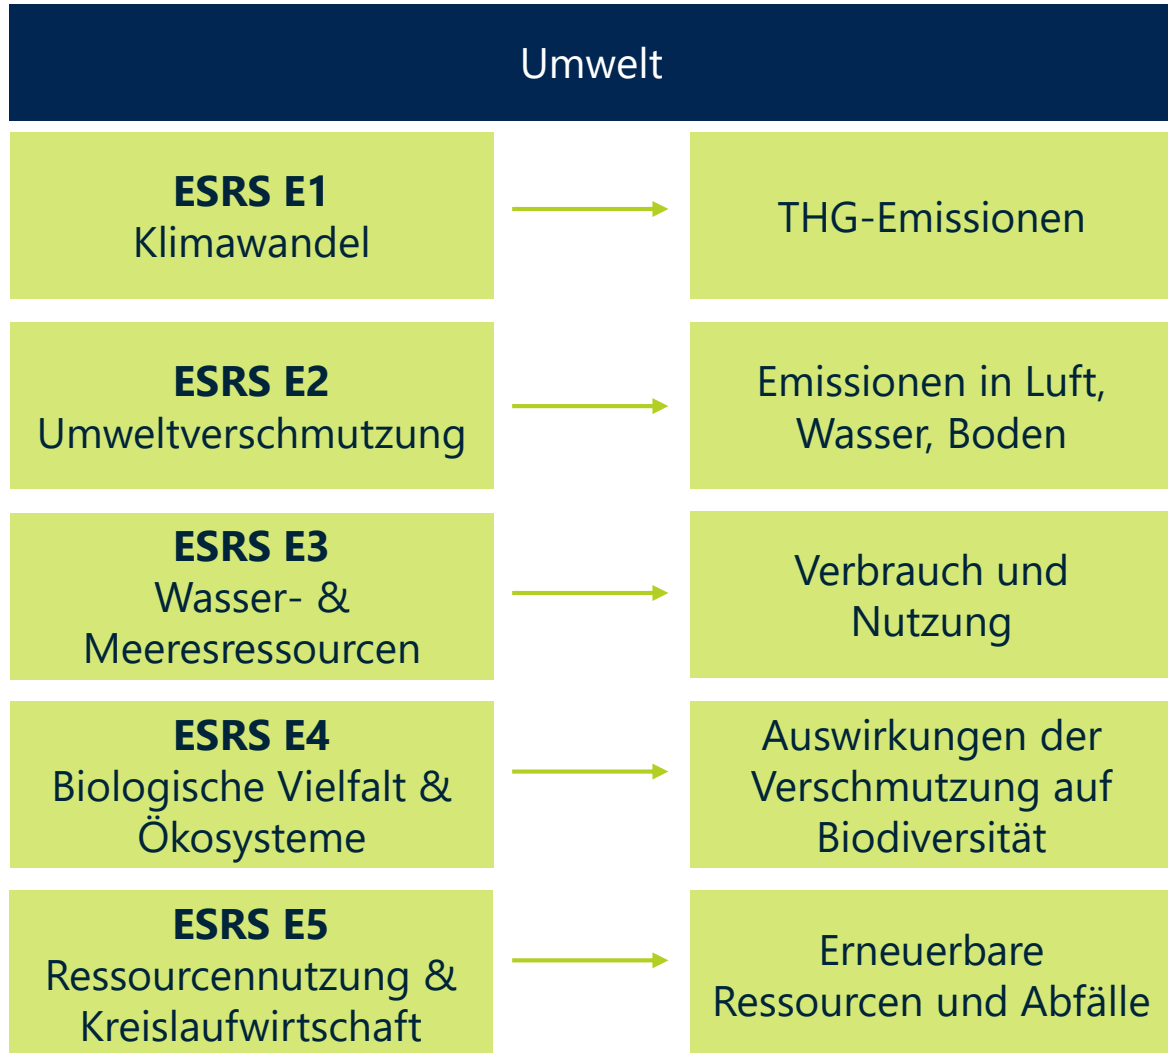 Umwelt
ESRS E1
Klimawandel
THG-Emissionen
ESRS E2
Umweltverschmutzung
Emissionen in Luft,
Wasser, Boden
ESRS E3
Wasser- &
Meeresressourcen
Verbrauch und
Nutzung
ESRS E4
Biologische Vielfalt &
Ökosysteme
Auswirkungen der
Verschmutzung auf
Biodiversität
ESRS E5
Ressourcennutzung &
Kreislaufwirtschaft
Erneuerbare
Ressourcen und Abfälle